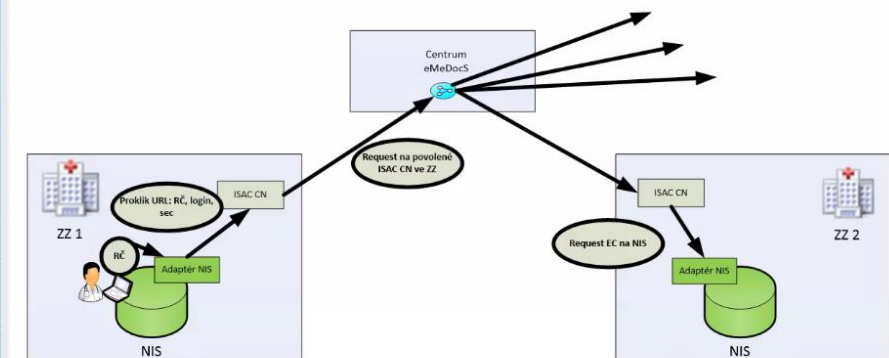 Centrum
eMeDocS
Request na povolené
ISAC CN ve ZZ
ZZ 1
Proklik URL: RČ, login,
sec
ISAC CN
RČ
Adaptér NIS
NIS
ISAC CN
ZZ 2
Request EC na NIS
Adaptér NIS
NIS